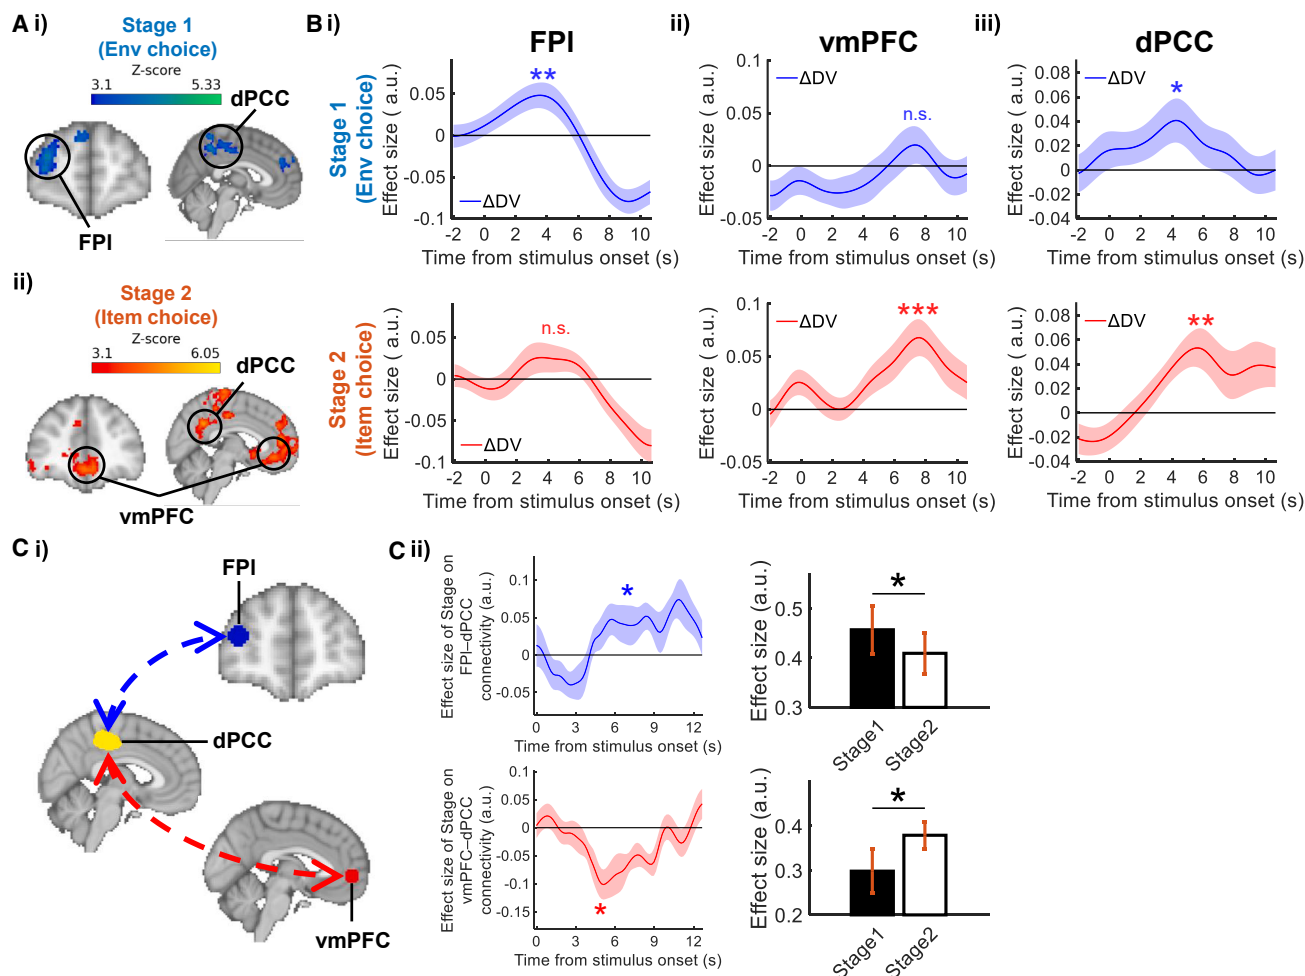 A i)
Stage 1
(Env choice)
Z-score
3.1 5.33
dPCC
FPl
B i)
FPl
Stage 1
(Env choice)
Effect size ( a.u.)
0.05
0
-0.05
-0.1
**
ΔDV
-2 0 2 4 6 8 10
Time from stimulus onset (s)
ii)
vmPFC
Effect size ( a.u.)
0.1
0.05
0
-0.05
ΔDV
n.s.
-2 0 2 4 6 8 10
Time from stimulus onset (s)
iii)
dPCC
Effect size ( a.u.)
0.08
0.06
0.04
0.02
0
-0.02
-0.04
ΔDV
*
-2 0 2 4 6 8 10
Time from stimulus onset (s)
ii)
Stage 2
(Item choice)
Z-score
3.1 6.05
dPCC
vmPFC
Stage 2
(Item choice)
Effect size ( a.u.)
0.05
0
-0.05
-0.1
n.s.
ΔDV
-2 0 2 4 6 8 10
Time from stimulus onset (s)
Effect size ( a.u.)
0.1
0.05
0
-0.05
ΔDV
***
-2 0 2 4 6 8 10
Time from stimulus onset (s)
Effect size ( a.u.)
0.08
0.06
0.04
0.02
0
-0.02
-0.04
ΔDV
**
-2 0 2 4 6 8 10
Time from stimulus onset (s)
C i)
FPl
dPCC
vmPFC
C ii)
Effect size of Stage on
FPl–dPCC
connectivity (a.u.)
0.1
0.05
0
-0.05
*
0 3 6 9 12
Time from stimulus onset (s)
Effect size (a.u.)
0.5
0.4
0.3
*
Stage1
Stage2
Effect size of Stage on
vmPFC–dPCC
connectivity (a.u.)
0.1
0.05
0
-0.05
-0.1
-0.15
*
0 3 6 9 12
Time from stimulus onset (s)
Effect size (a.u.)
0.4
0.3
0.2
*
Stage1
Stage2